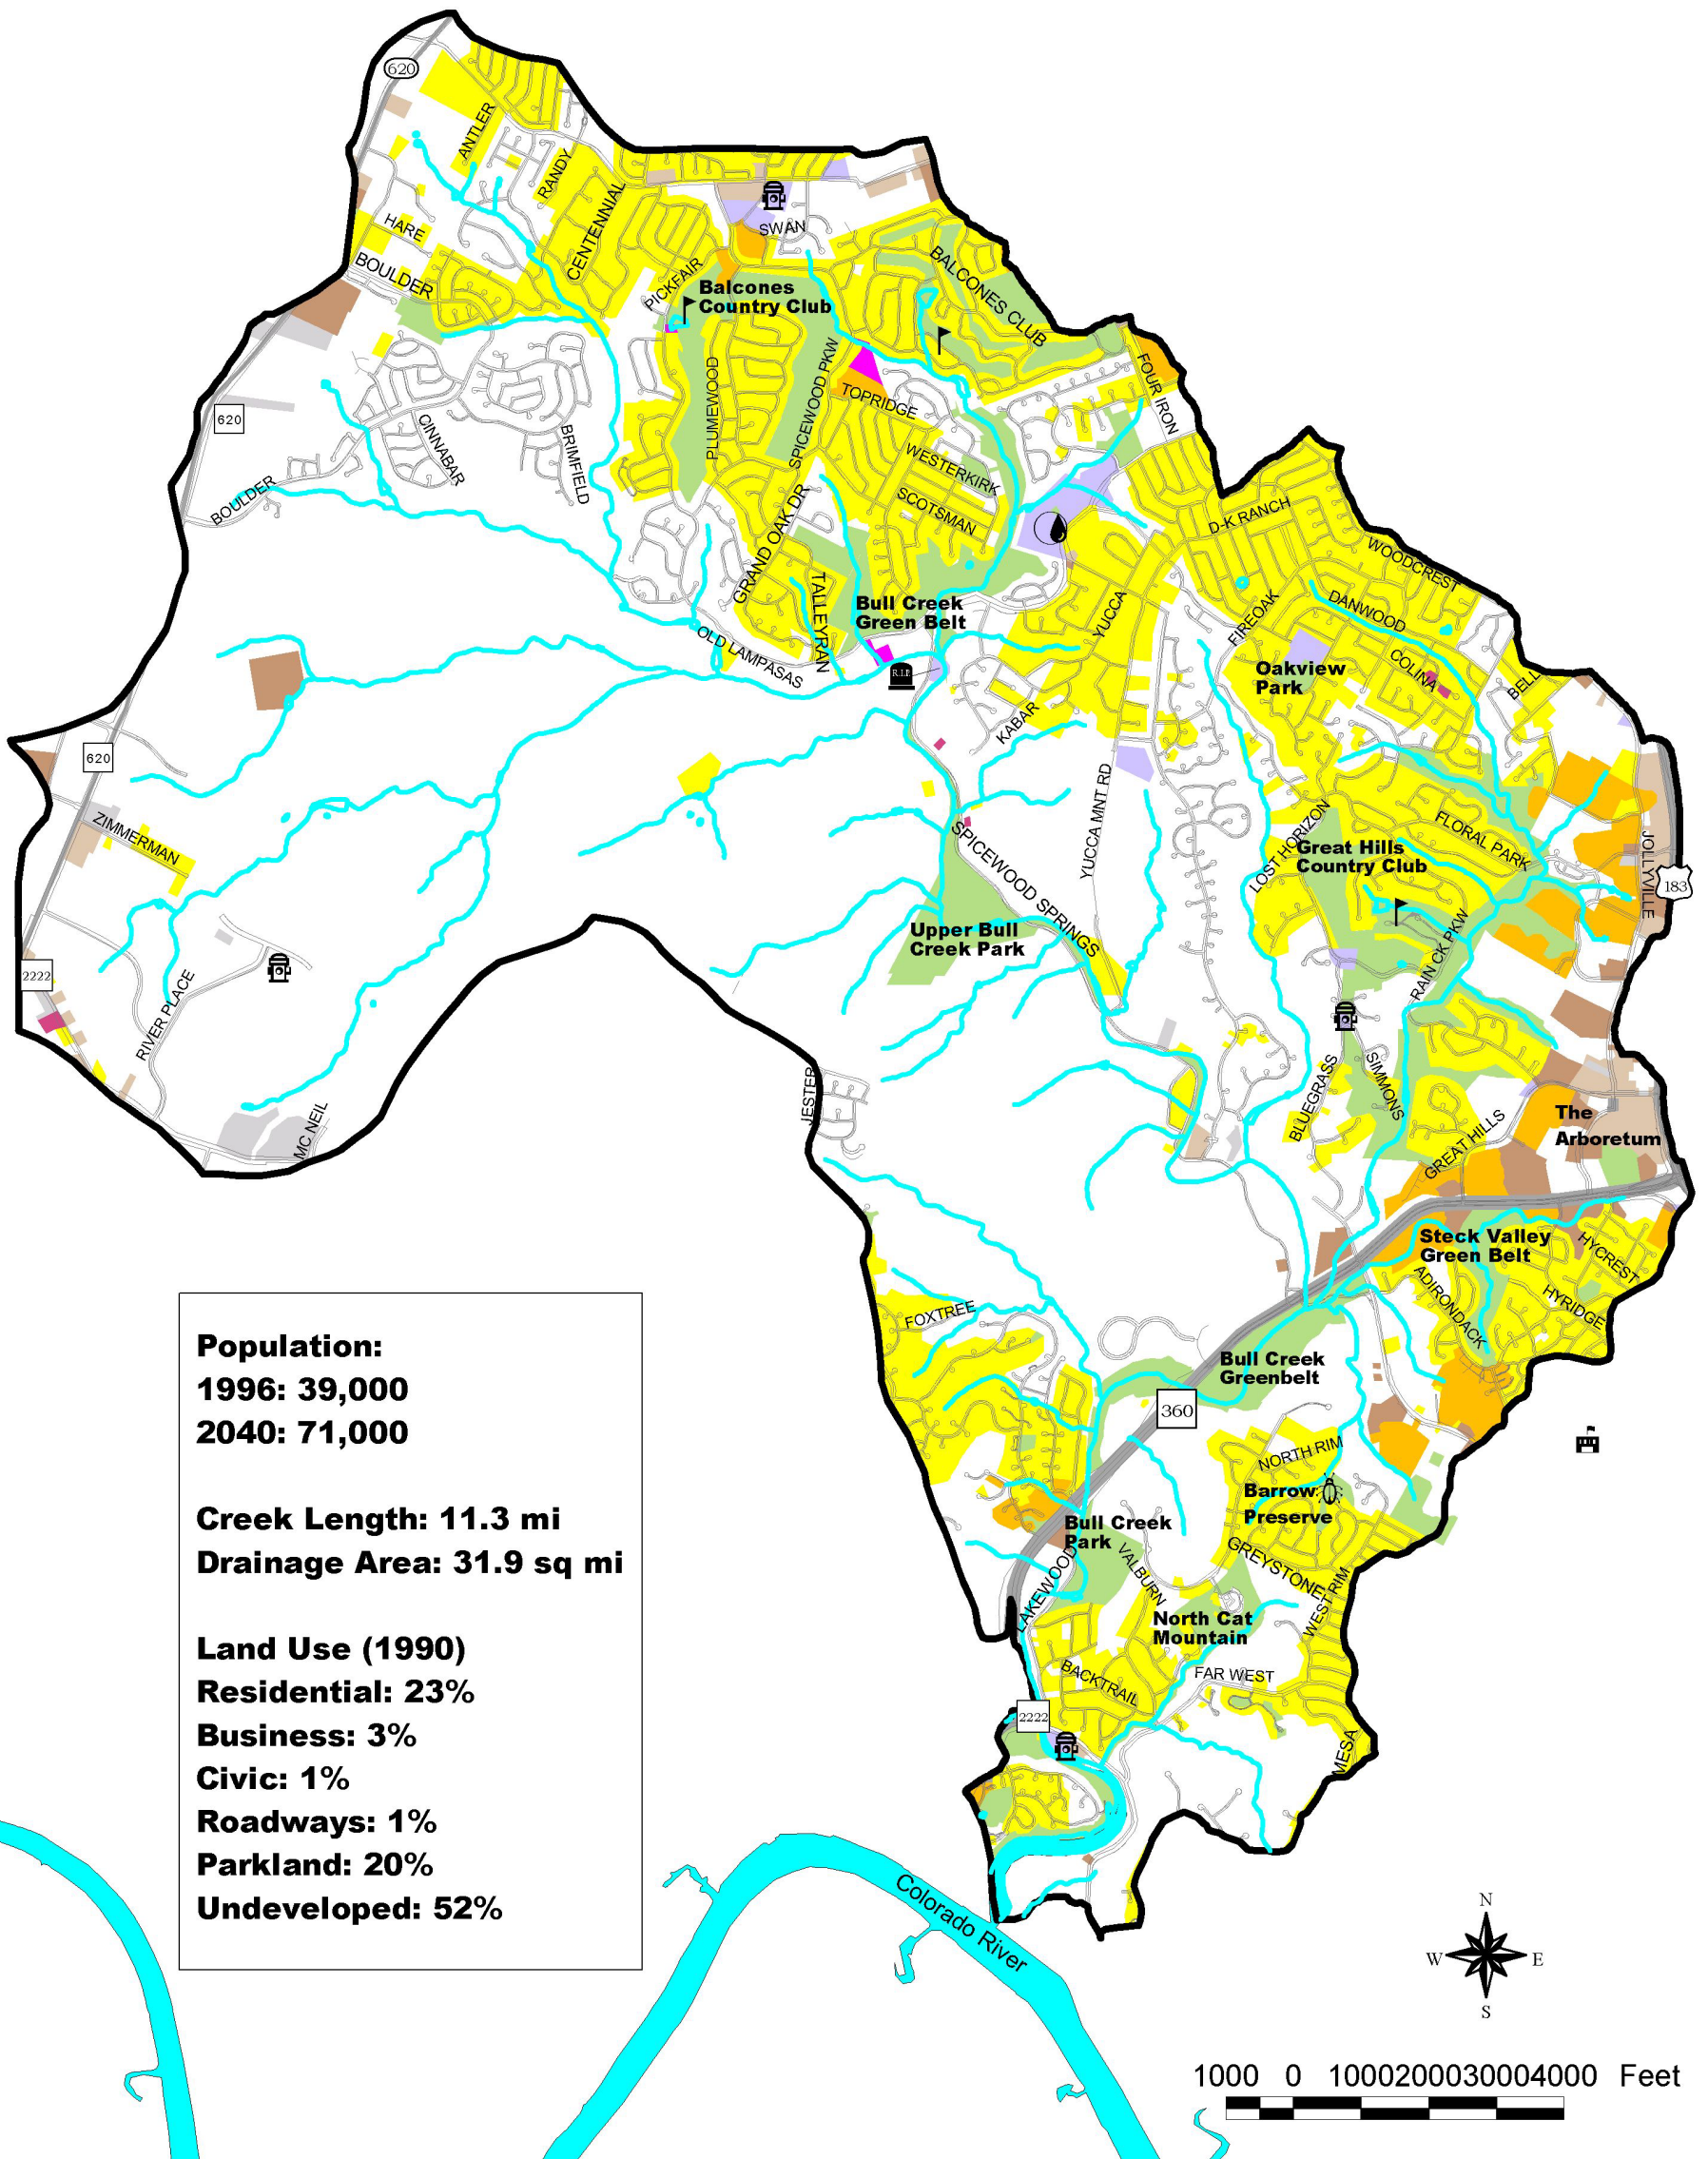 620
ANTLER
RANDY
CENTENNIAL
HARE
BOULDER
SWAN
PICKFAIR
Balcones
Country Club
BALCONES CLUB
FOUR IRON
PLUMEWOOD
SPICEWOOD PKW
TOPRIDGE
620
CINNABAR
BRIMFIELD
BOULDER
WESTERKIRK
SCOTSMAN
GRAND OAK DR
D-K RANCH
WOODCREST
TALLEYRAN
Bull Creek
Green Belt
YUCCA
FIREOAK
DANWOOD
OLD LAMPASAS
R.I.P.
Oakview
Park
COLINA
BELL
KABAR
620
ZIMMERMAN
YUCCA MNT RD
SPICEWOOD SPRINGS
LOST HORIZON
Great Hills
Country Club
FLORAL PARK
JOLLYVILLE
183
Upper Bull
Creek Park
RAIN CK PKW
2222
RIVER PLACE
MC NEIL
JESTER
BLUEGRASS
SIMMONS
GREAT HILLS
The
Arboretum
Steck Valley
Green Belt
HYCREST
ADIRONDACK
HYRIDGE
FOXTREE
Bull Creek
Greenbelt
360
NORTH RIM
Barrow
Preserve
Bull Creek
Park
LAKEWOOD
VALBURN
GREYSTONE
WEST RIM
North Cat
Mountain
BACKTRAIL
FAR WEST
2222
MESA
Population:
1996: 39,000
2040: 71,000
Creek Length: 11.3 mi
Drainage Area: 31.9 sq mi
Land Use (1990)
Residential: 23%
Business: 3%
Civic: 1%
Roadways: 1%
Parkland: 20%
Undeveloped: 52%
Colorado River
N
W
E
S
1000 0 1000 2000 3000 4000 Feet